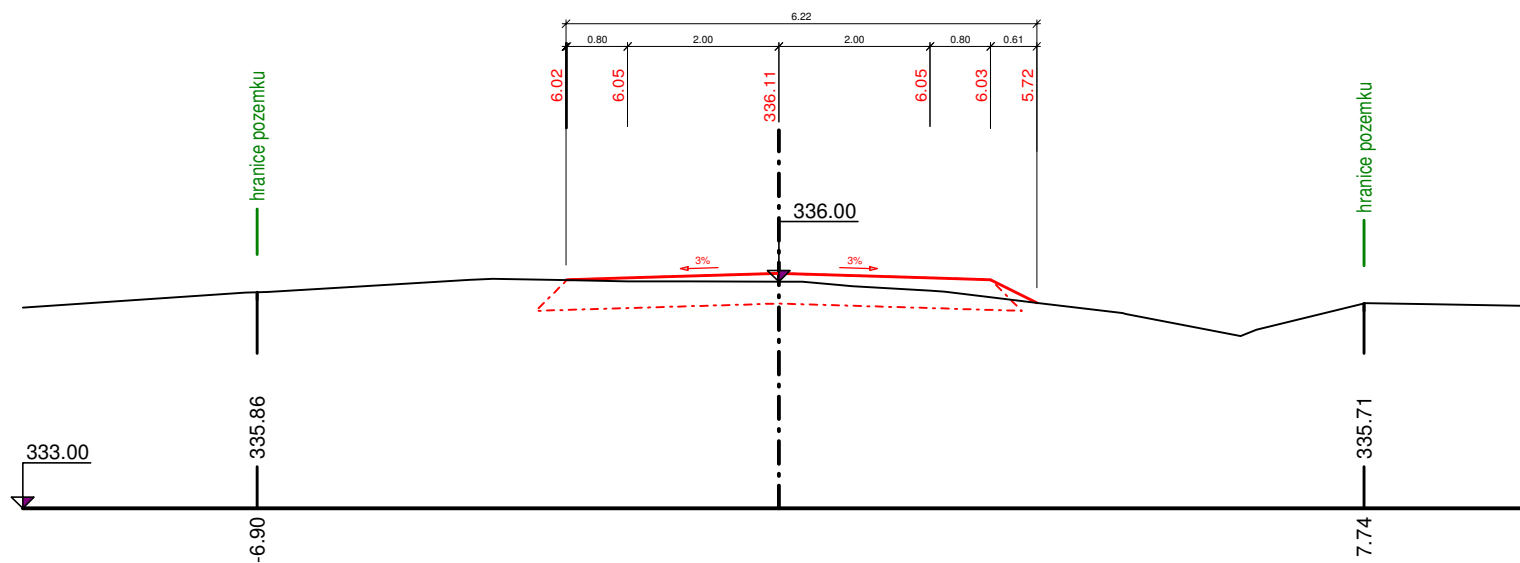 6.22
0.80 2.00 2.00 0.80 0.61
6.02 6.05 336.11 6.05 6.03 5.72
hranice pozemku
hranice pozemku
336.00
3% 3%
335.86
335.71
333.00
-6.90
7.74